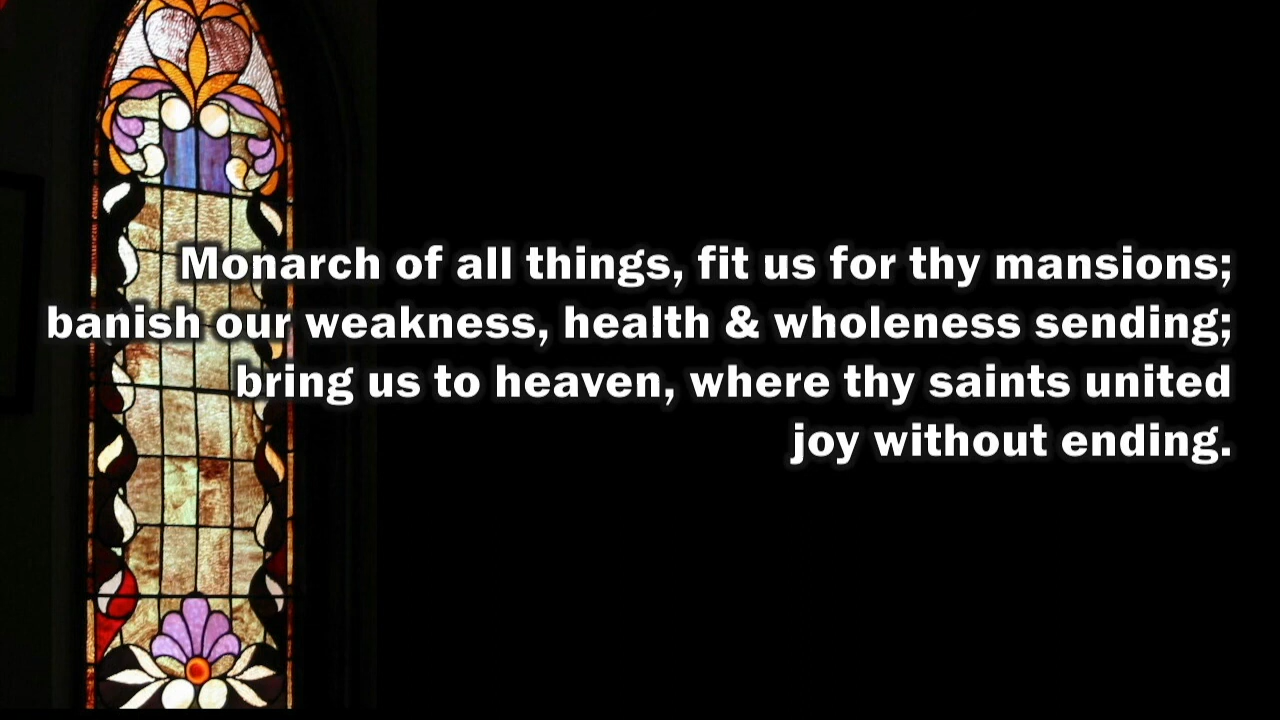 Monarch of all things, fit us for thy mansions;
banish our weakness, health & wholeness sending;
bring us to heaven, where thy saints united
joy without ending.